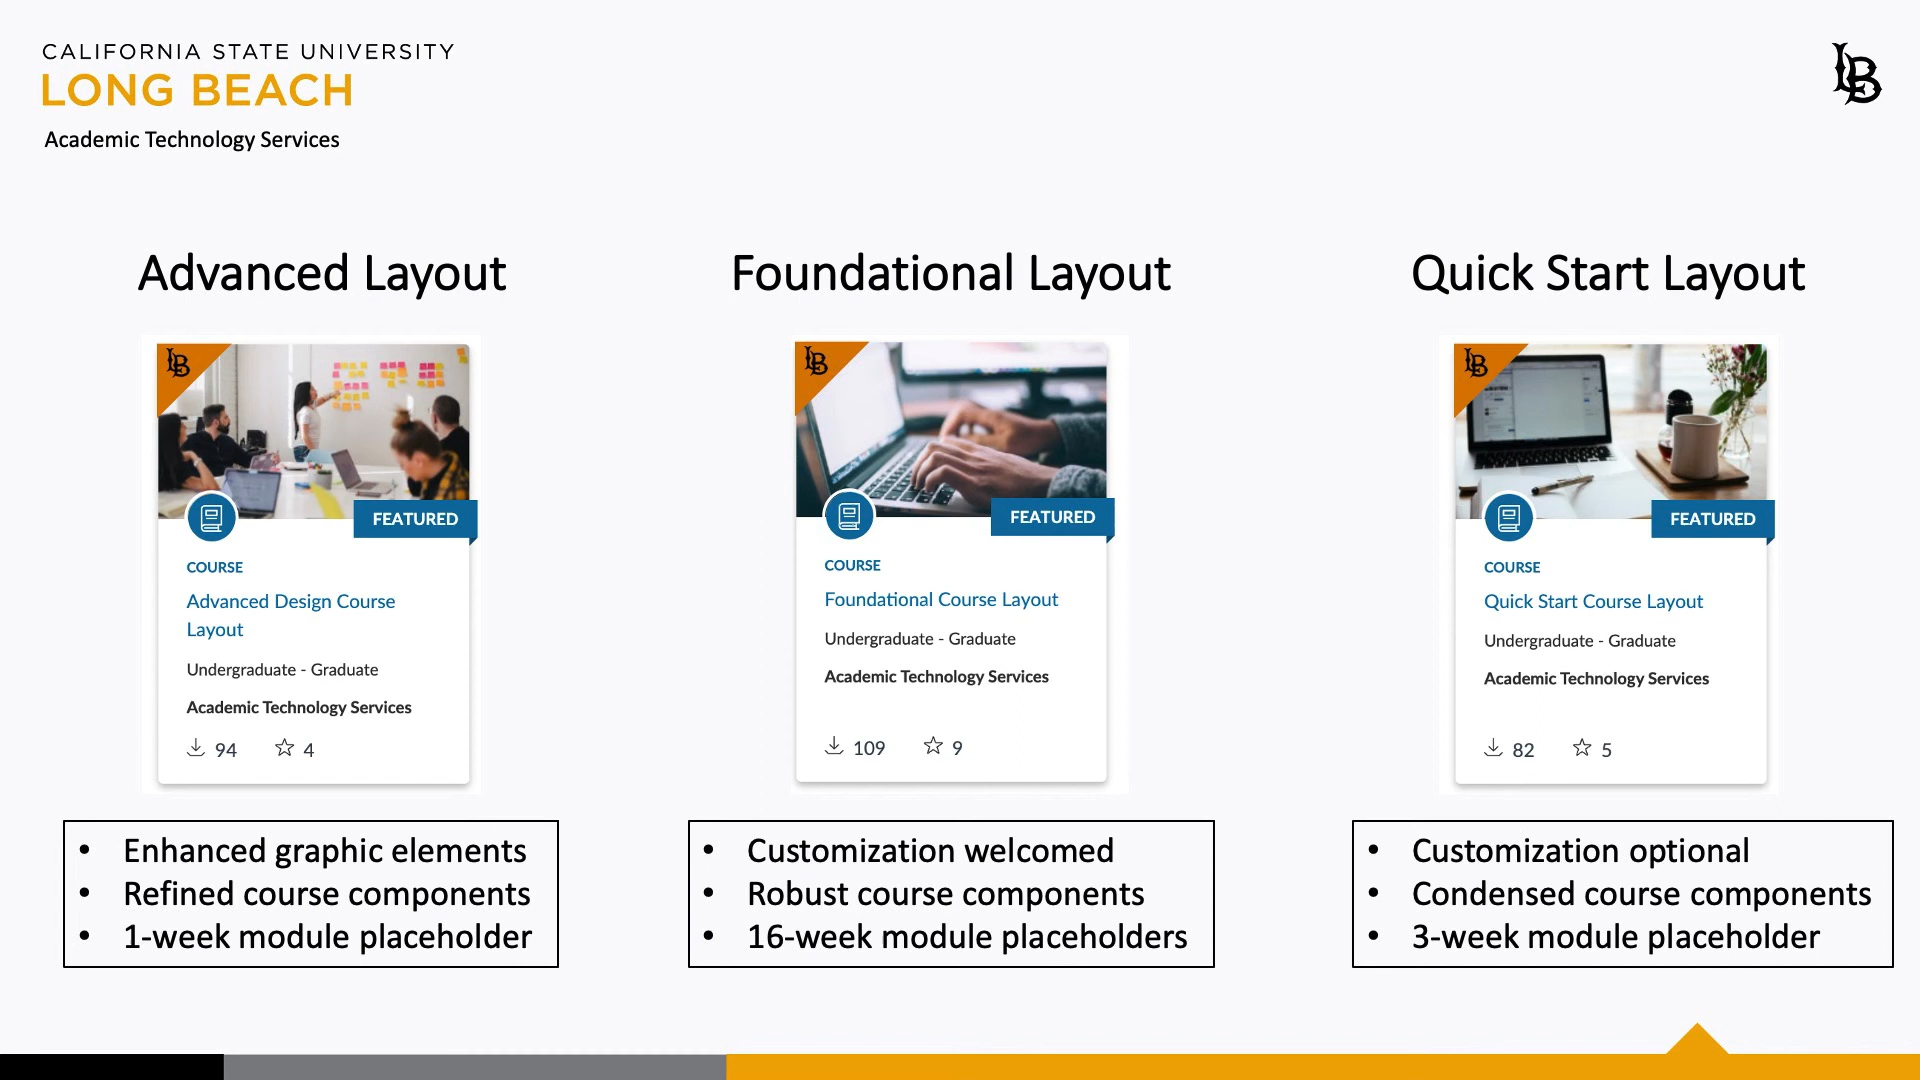 CALIFORNIA STATE UNIVERSITY
LONG BEACH
Academic Technology Services
LB
Advanced Layout
LB
FEATURED
COURSE
Advanced Design Course
Layout
Undergraduate - Graduate
Academic Technology Services
94 4
• Enhanced graphic elements
• Refined course components
• 1-week module placeholder
Foundational Layout
LB
FEATURED
COURSE
Foundational Course Layout
Undergraduate - Graduate
Academic Technology Services
109 9
• Customization welcomed
• Robust course components
• 16-week module placeholders
Quick Start Layout
LB
FEATURED
COURSE
Quick Start Course Layout
Undergraduate - Graduate
Academic Technology Services
82 5
• Customization optional
• Condensed course components
• 3-week module placeholder